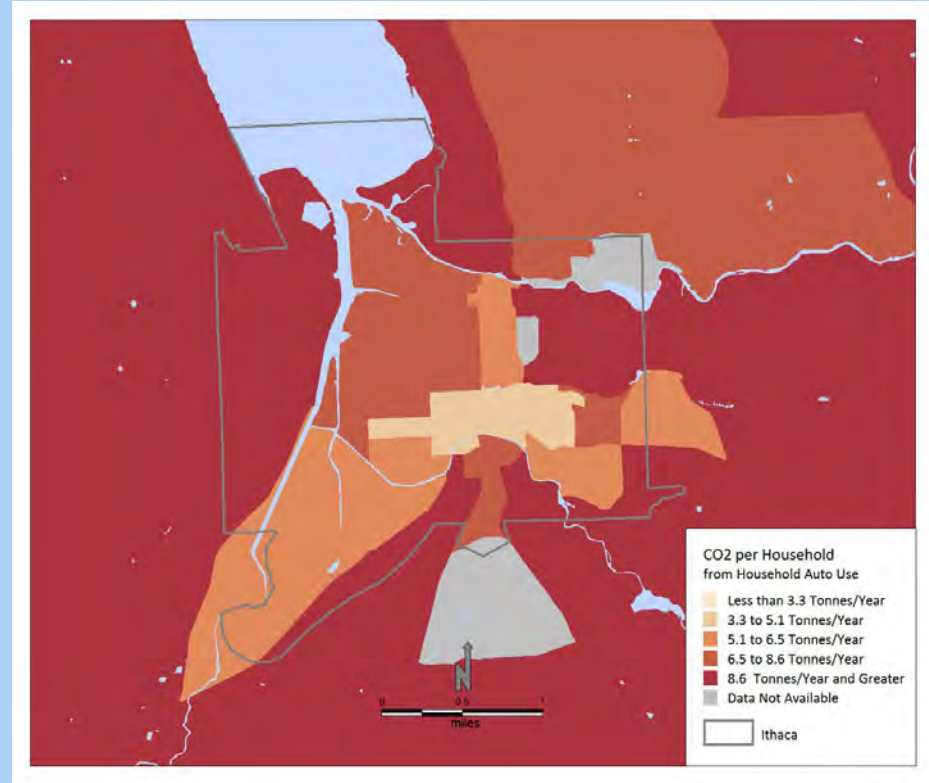 CO2 per Household
from Household Auto Use
Less than 3.3 Tonnes/Year
3.3 to 5.1 Tonnes/Year
5.1 to 6.5 Tonnes/Year
6.5 to 8.6 Tonnes/Year
8.6 Tonnes/Year and Greater
Data Not Available
Ithaca
N
0 0.5 1
miles